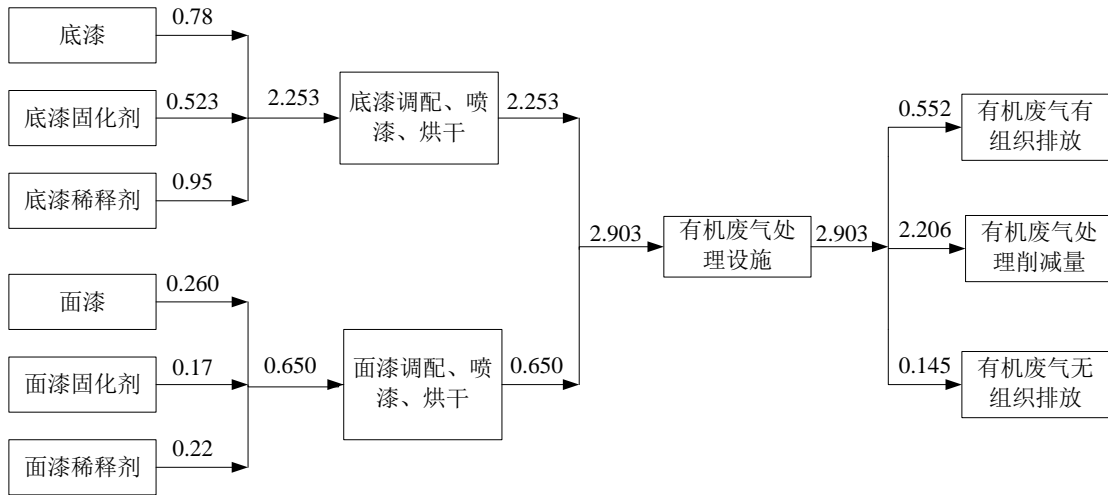 底漆
0.78
底漆固化剂
0.523
底漆稀释剂
0.95
2.253
底漆调配、喷
漆、烘干
2.253
面漆
0.260
面漆固化剂
0.17
面漆稀释剂
0.22
0.650
面漆调配、喷
漆、烘干
0.650
2.903
有机废气处
理设施
2.903
0.552
有机废气有
组织排放
2.206
有机废气处
理削减量
0.145
有机废气无
组织排放